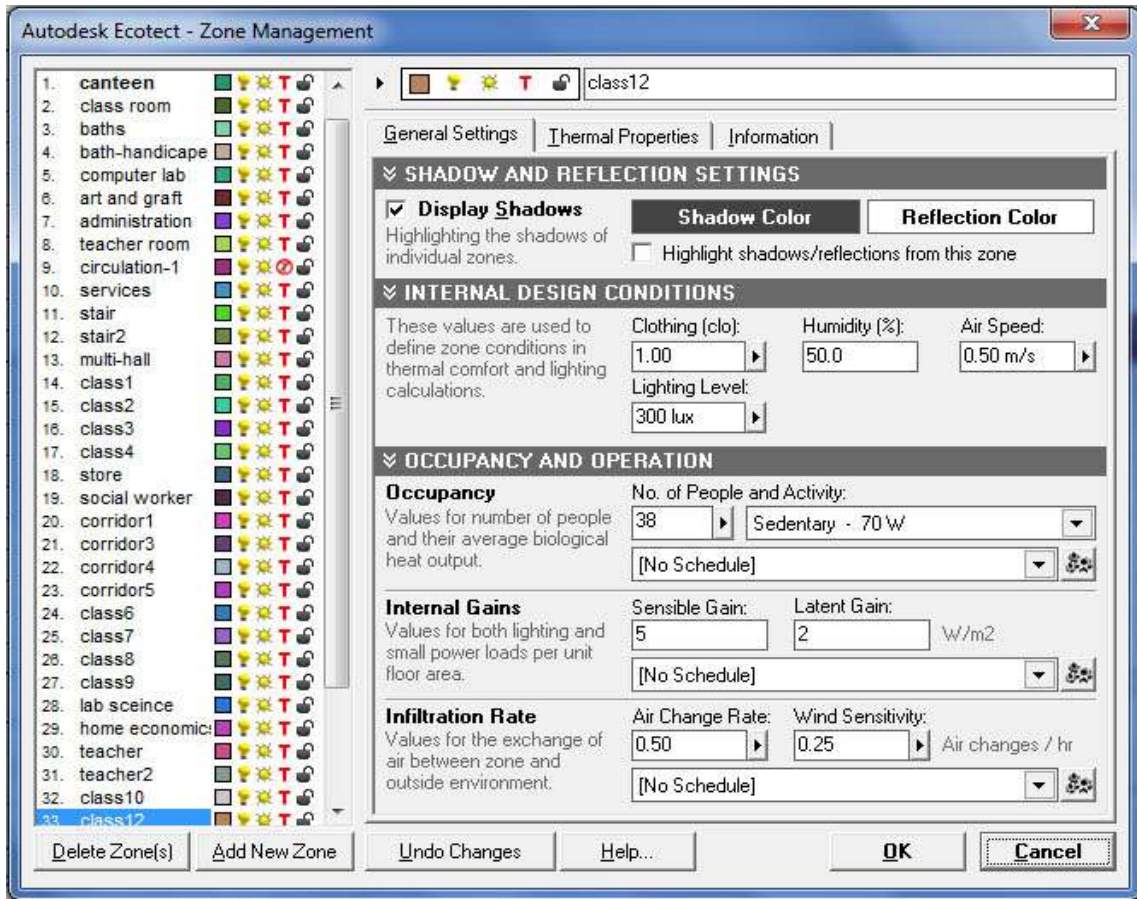 Autodesk Ecotect - Zone Management
1. canteen T
2. class room T
3. baths T
4. bath-handicape T
5. computer lab T
6. art and graft T
7. administration T
8. teacher room T
9. circulation-1
10. services T
11. stair T
12. stair2 T
13. multi-hall T
14. class1 T
15. class2 T
16. class3 T
17. class4 T
18. store T
19. social worker T
20. corridor1 T
21. corridor3 T
22. corridor4 T
23. corridor5 T
24. class6 T
25. class7 T
26. class8 T
27. class9 T
28. lab sceince T
29. home economic: T
30. teacher T
31. teacher2 T
32. class10 T
33. class12 T
Delete Zone(s) Add New Zone
T class12
General Settings Thermal Properties Information
SHADOW AND REFLECTION SETTINGS
Display Shadows Shadow Color Reflection Color
Highlighting the shadows of
individual zones.
Highlight shadows/reflections from this zone
INTERNAL DESIGN CONDITIONS
These values are used to
define zone conditions in
thermal comfort and lighting
calculations.
Clothing (clo): Humidity (%): Air Speed:
1.00 50.0 0.50 m/s
Lighting Level:
300 lux
OCCUPANCY AND OPERATION
Occupancy
Values for number of people
and their average biological
heat output.
No. of People and Activity:
38 Sedentary - 70 W
[No Schedule]
Internal Gains
Values for both lighting and
small power loads per unit
floor area.
Sensible Gain: Latent Gain:
5 2 W/m2
[No Schedule]
Infiltration Rate
Values for the exchange of
air between zone and
outside environment.
Air Change Rate: Wind Sensitivity:
0.50 0.25 Air changes / hr
[No Schedule]
Undo Changes Help... OK Cancel